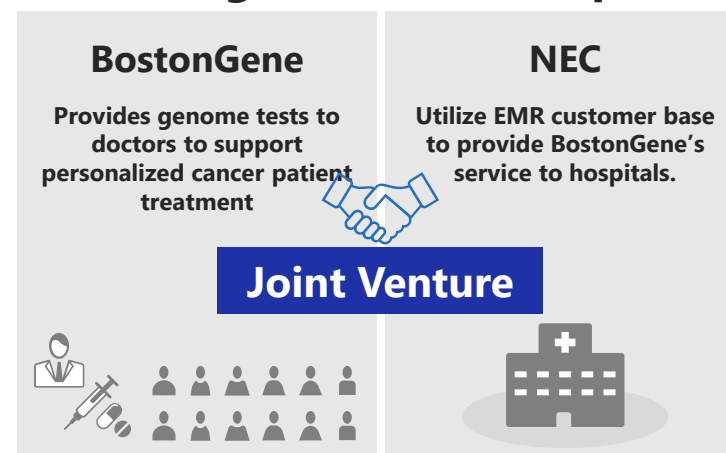 BostonGene
Provides genome tests to
doctors to support
personalized cancer patient
treatment
NEC
Utilize EMR customer base
to provide BostonGene's
service to hospitals.
Joint Venture